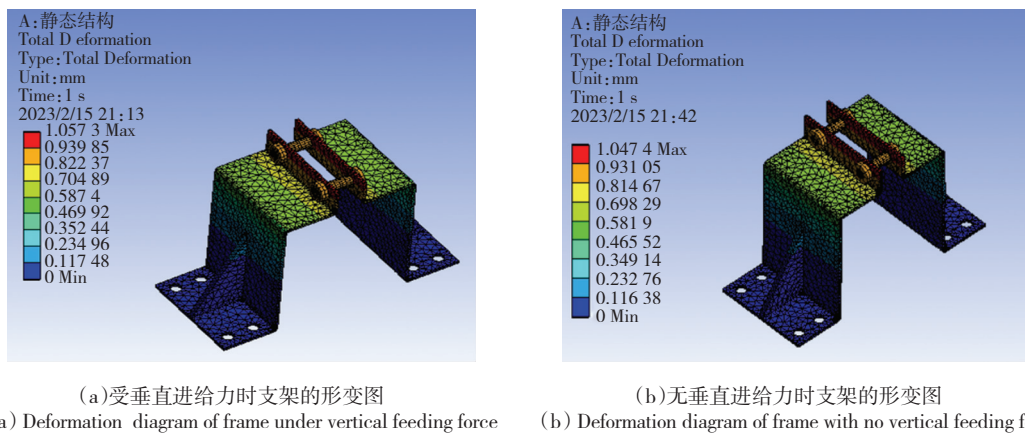 A:静态结构
Total D eformation
Type:Total Deformation
Unit:mm
Time:1 s
2023/2/15 21:13
1.057 3 Max
0.939 85
0.822 37
0.704 89
0.587 4
0.469 92
0.352 44
0.234 96
0.117 48
0 Min
A:静态结构
Total D eformation
Type:Total Deformation
Unit:mm
Time:1 s
2023/2/15 21:42
1.047 4 Max
0.931 05
0.814 67
0.698 29
0.581 9
0.465 52
0.349 14
0.232 76
0.116 38
0 Min
(a)受垂直进给力时支架的形变图
a) Deformation diagram of frame under vertical feeding force
(b)无垂直进给力时支架的形变图
(b) Deformation diagram of frame with no vertical feeding f